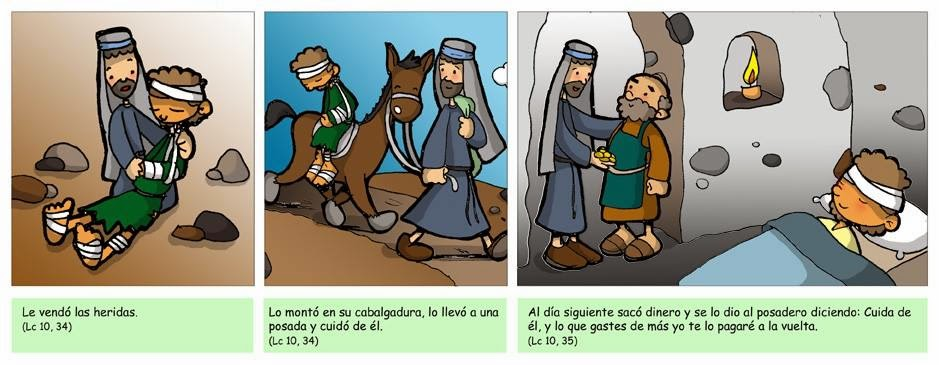 Le vendó las heridas.
(Lc 10, 34)
Lo montó en su cabalgadura, lo llevó a una
posada y cuidó de él.
(Lc 10, 34)
Al día siguiente sacó dinero y se lo dio al posadero diciendo: Cuida de
él, y lo que gastes de más yo te lo pagaré a la vuelta.
(Lc 10, 35)